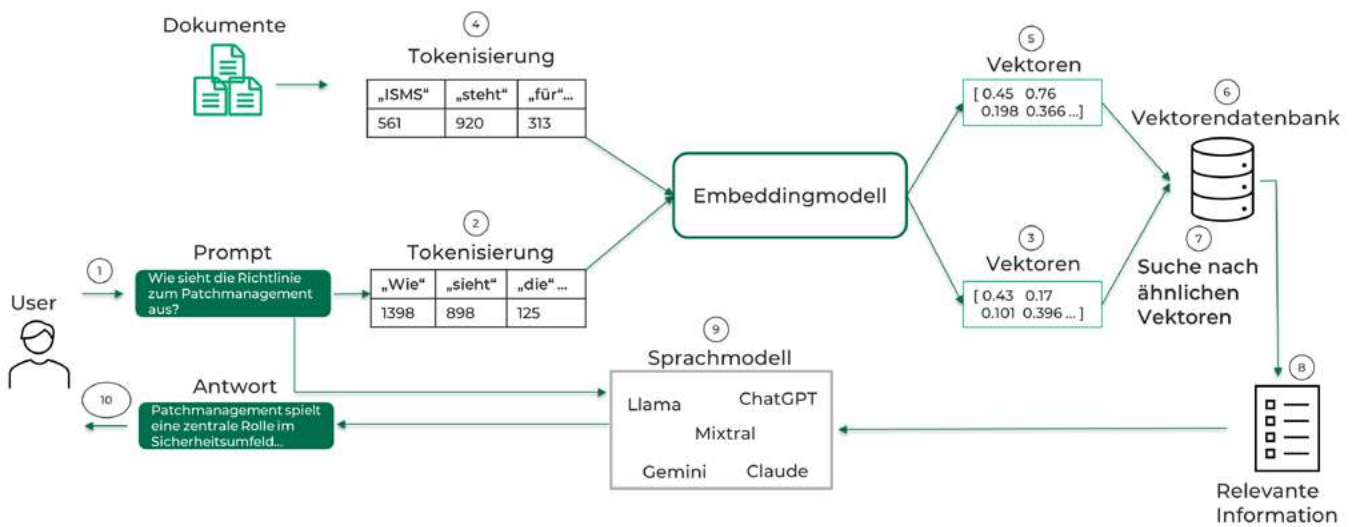 Dokumente
④
Tokenisierung
„ISMS“ „steht“ „für“...
561 920 313
⑤
Vektoren
[ 0.45 0.76
0.198 0.366 ...]
⑥
Vektorendatenbank
Embeddingmodell
②
Tokenisierung
„Wie“ „sieht“ „die“ ...
1398 898 125
③
Vektoren
[ 0.43 0.17
0.101 0.396 ... ]
⑦
Suche nach
ähnlichen
Vektoren
User
①
Prompt
Wie sieht die Richtlinie
zum Patchmanagement
aus?
⑨
Sprachmodell
Llama ChatGPT
Mixtral
Gemini Claude
⑧
Relevante
Information
Antwort
⑩
Patchmanagement spielt
eine zentrale Rolle im
Sicherheitsumfeld...